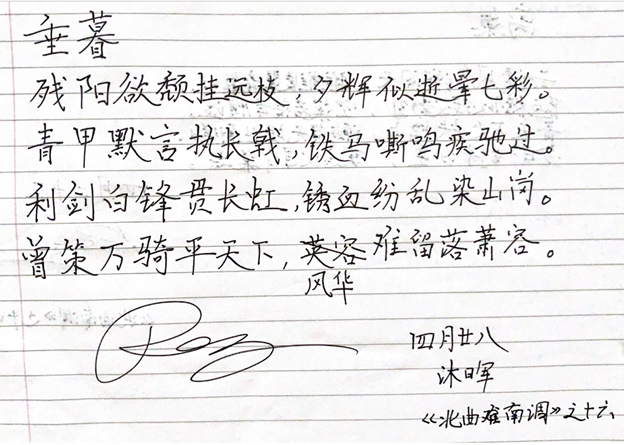 垂暮
残阳欲颓挂远枝，夕辉似逝晕七彩。
青甲默言执长戟，铁马嘶鸣疾驰过。
利剑白锋贯长虹，锈血纷乱染山岗。
曾策万骑平天下，英容难留落萧容。
风华
四月廿八
沐晖
《北曲难南调》之十六